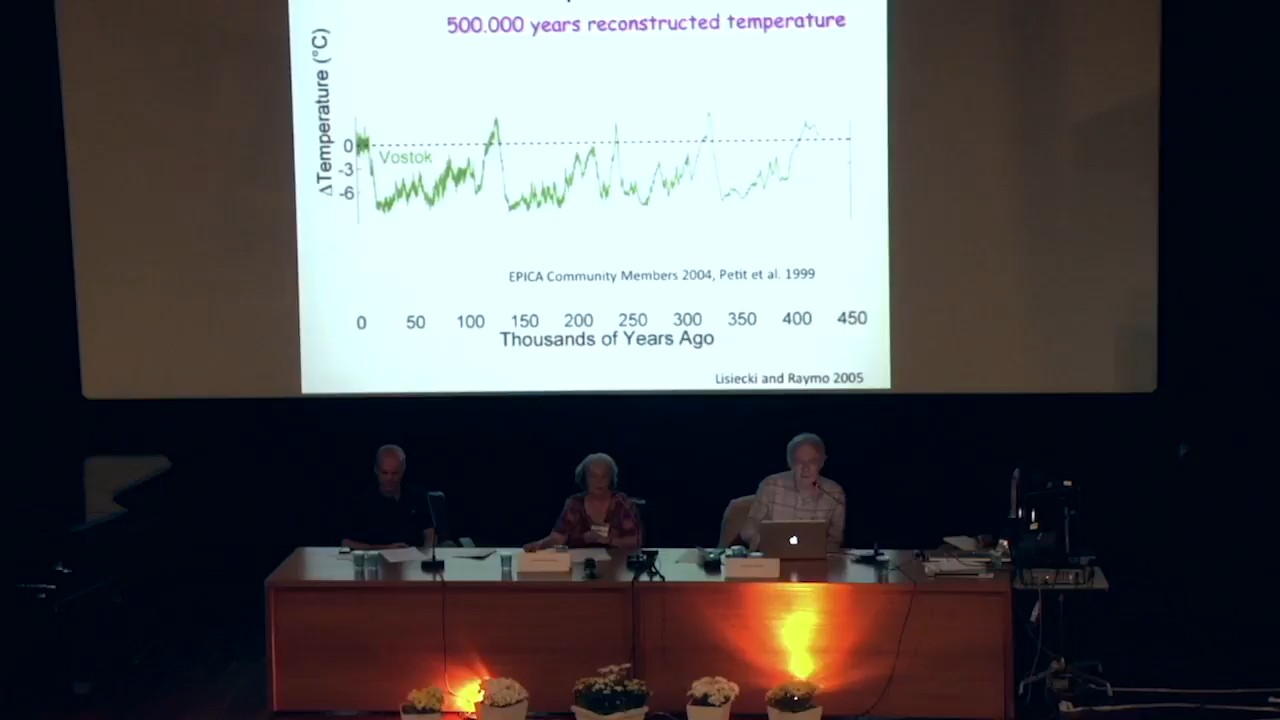 500.000 years reconstructed temperature
ΔTemperature (°C)
0
-3
-6
Vostok
EPICA Community Members 2004, Petit et al. 1999
0 50 100 150 200 250 300 350 400 450
Thousands of Years Ago
Lisiecki and Raymo 2005